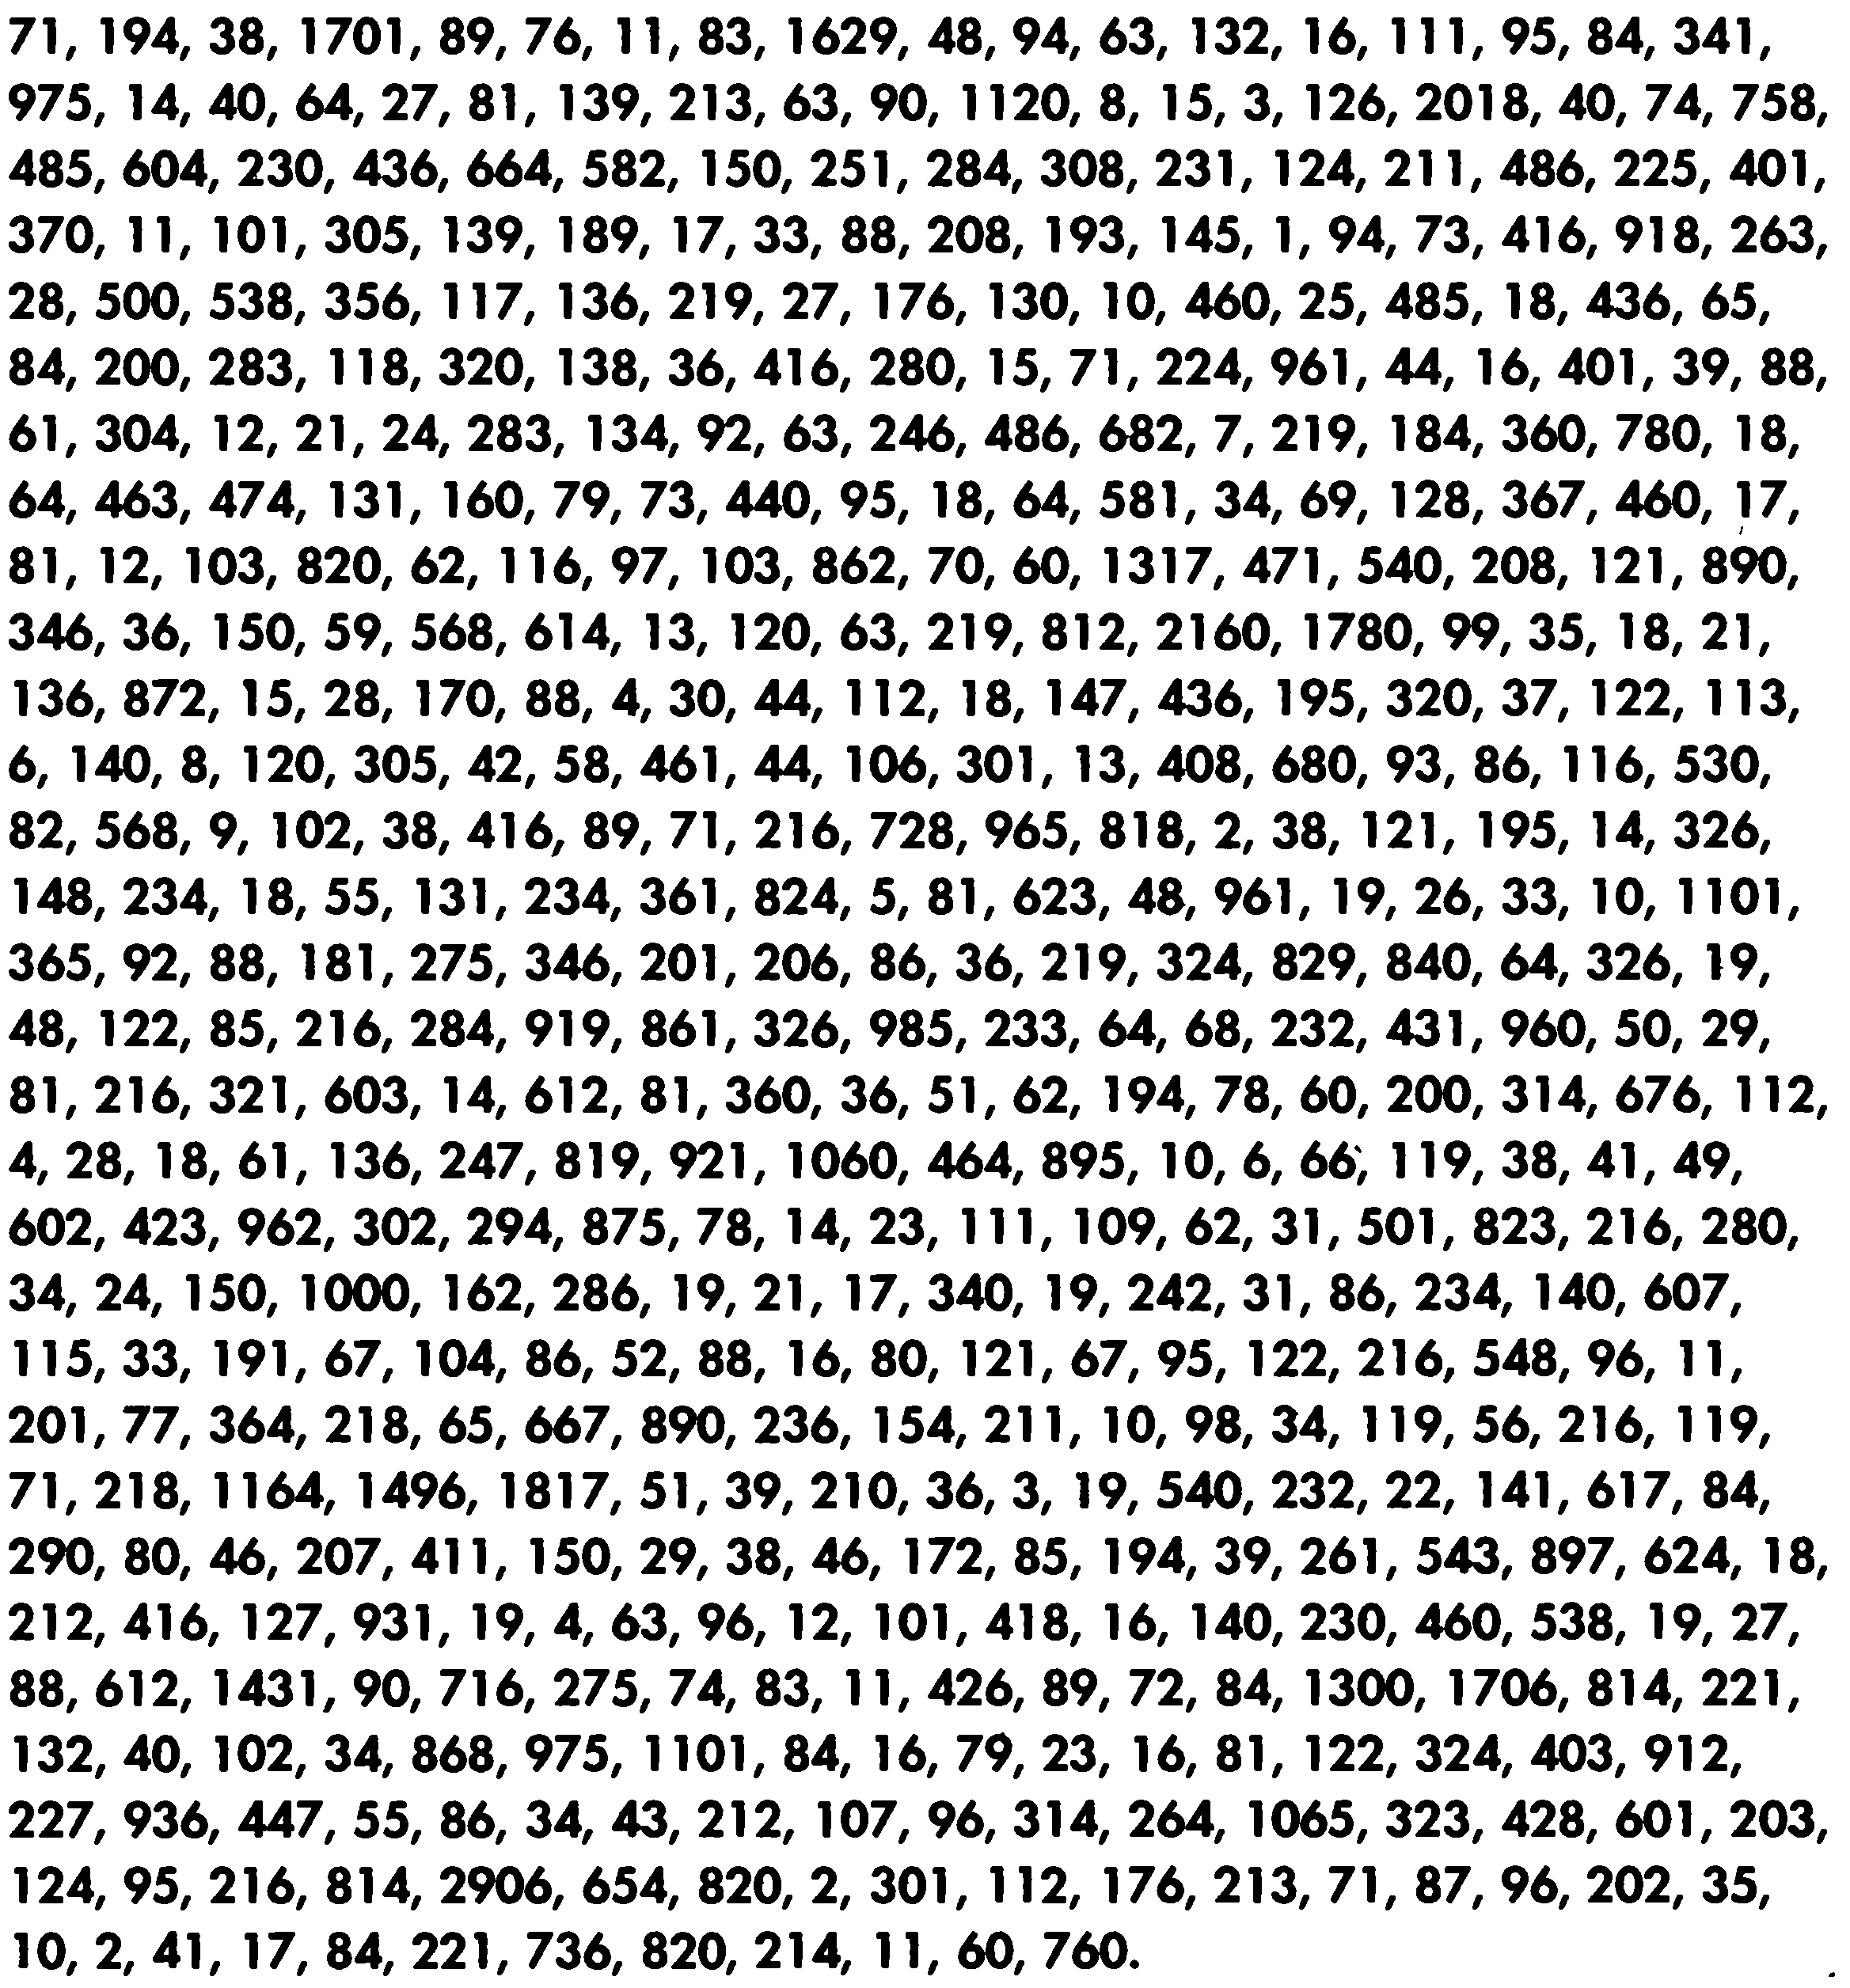 71, 194, 38, 1701, 89, 76, 11, 83, 1629, 48, 94, 63, 132, 16, 111, 95, 84, 341,
975, 14, 40, 64, 27, 81, 139, 213, 63, 90, 1120, 8, 15, 3, 126, 2018, 40, 74, 758,
485, 604, 230, 436, 664, 582, 150, 251, 284, 308, 231, 124, 211, 486, 225, 401,
370, 11, 101, 305, 139, 189, 17, 33, 88, 208, 193, 145, 1, 94, 73, 416, 918, 263,
28, 500, 538, 356, 117, 136, 219, 27, 176, 130, 10, 460, 25, 485, 18, 436, 65,
84, 200, 283, 118, 320, 138, 36, 416, 280, 15, 71, 224, 961, 44, 16, 401, 39, 88,
61, 304, 12, 21, 24, 283, 134, 92, 63, 246, 486, 682, 7, 219, 184, 360, 780, 18,
64, 463, 474, 131, 160, 79, 73, 440, 95, 18, 64, 581, 34, 69, 128, 367, 460, 17,
81, 12, 103, 820, 62, 116, 97, 103, 862, 70, 60, 1317, 471, 540, 208, 121, 890,
346, 36, 150, 59, 568, 614, 13, 120, 63, 219, 812, 2160, 1780, 99, 35, 18, 21,
136, 872, 15, 28, 170, 88, 4, 30, 44, 112, 18, 147, 436, 195, 320, 37, 122, 113,
6, 140, 8, 120, 305, 42, 58, 461, 44, 106, 301, 13, 408, 680, 93, 86, 116, 530,
82, 568, 9, 102, 38, 416, 89, 71, 216, 728, 965, 818, 2, 38, 121, 195, 14, 326,
148, 234, 18, 55, 131, 234, 361, 824, 5, 81, 623, 48, 961, 19, 26, 33, 10, 1101,
365, 92, 88, 181, 275, 346, 201, 206, 86, 36, 219, 324, 829, 840, 64, 326, 19,
48, 122, 85, 216, 284, 919, 861, 326, 985, 233, 64, 68, 232, 431, 960, 50, 29,
81, 216, 321, 603, 14, 612, 81, 360, 36, 51, 62, 194, 78, 60, 200, 314, 676, 112,
4, 28, 18, 61, 136, 247, 819, 921, 1060, 464, 895, 10, 6, 66, 119, 38, 41, 49,
602, 423, 962, 302, 294, 875, 78, 14, 23, 111, 109, 62, 31, 501, 823, 216, 280,
34, 24, 150, 1000, 162, 286, 19, 21, 17, 340, 19, 242, 31, 86, 234, 140, 607,
115, 33, 191, 67, 104, 86, 52, 88, 16, 80, 121, 67, 95, 122, 216, 548, 96, 11,
201, 77, 364, 218, 65, 667, 890, 236, 154, 211, 10, 98, 34, 119, 56, 216, 119,
71, 218, 1164, 1496, 1817, 51, 39, 210, 36, 3, 19, 540, 232, 22, 141, 617, 84,
290, 80, 46, 207, 411, 150, 29, 38, 46, 172, 85, 194, 39, 261, 543, 897, 624, 18,
212, 416, 127, 931, 19, 4, 63, 96, 12, 101, 418, 16, 140, 230, 460, 538, 19, 27,
88, 612, 1431, 90, 716, 275, 74, 83, 11, 426, 89, 72, 84, 1300, 1706, 814, 221,
132, 40, 102, 34, 868, 975, 1101, 84, 16, 79, 23, 16, 81, 122, 324, 403, 912,
227, 936, 447, 55, 86, 34, 43, 212, 107, 96, 314, 264, 1065, 323, 428, 601, 203,
124, 95, 216, 814, 2906, 654, 820, 2, 301, 112, 176, 213, 71, 87, 96, 202, 35,
10, 2, 41, 17, 84, 221, 736, 820, 214, 11, 60, 760.